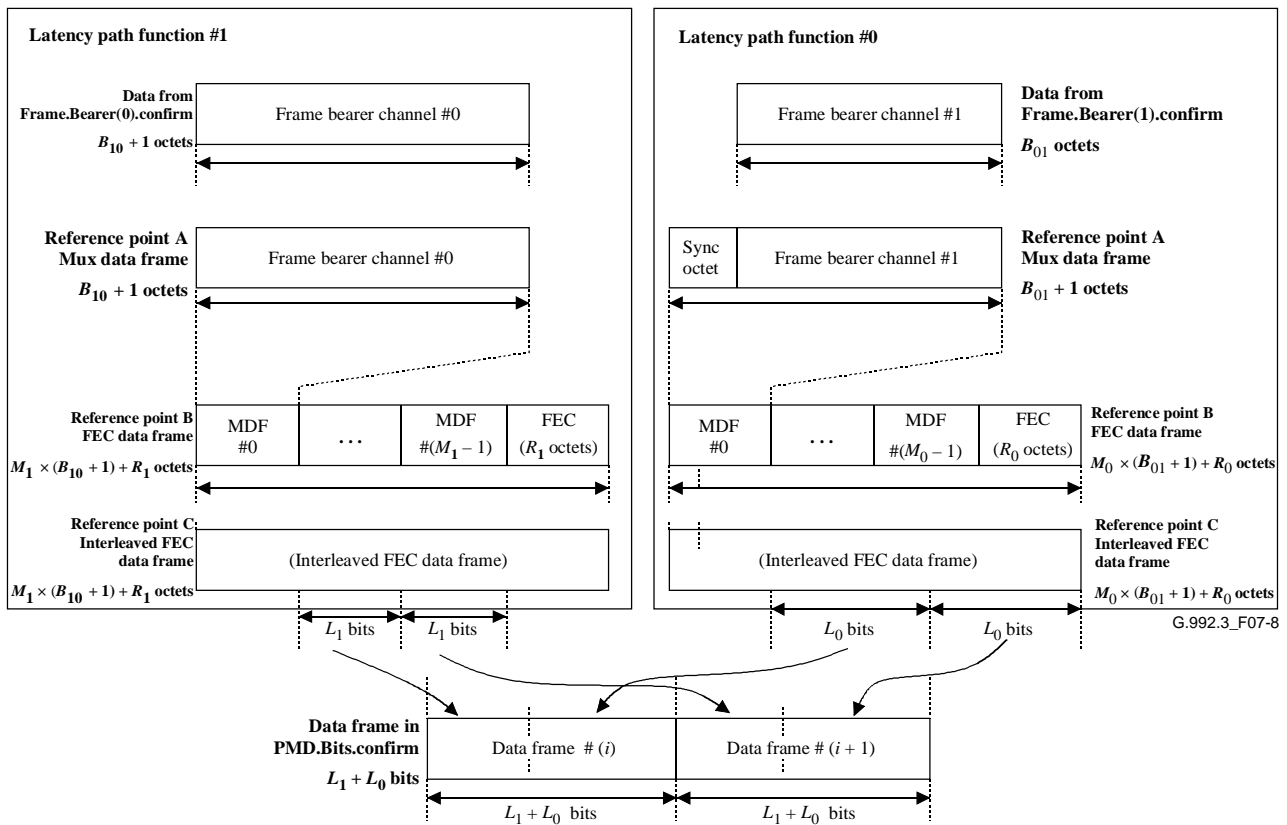 Latency path function #1
Data from
Frame.Bearer(0).confirm
B10 + 1 octets
Frame bearer channel #0
Reference point A
Mux data frame
B10 + 1 octets
Frame bearer channel #0
Reference point B
FEC data frame
M1 × (B10 + 1) + R1 octets
MDF
#0
…
MDF
#(M1 – 1)
FEC
(R1 octets)
Reference point C
Interleaved FEC
data frame
M1 × (B10 + 1) + R1 octets
(Interleaved FEC data frame)
L1 bits
L1 bits
Latency path function #0
Frame bearer channel #1
Data from
Frame.Bearer(1).confirm
B01 octets
Sync
octet
Frame bearer channel #1
Reference point A
Mux data frame
B01 + 1 octets
MDF
#0
…
MDF
#(M0 – 1)
FEC
(R0 octets)
Reference point B
FEC data frame
M0 × (B01 + 1) + R0 octets
(Interleaved FEC data frame)
Reference point C
Interleaved FEC
data frame
M0 × (B01 + 1) + R0 octets
L0 bits
L0 bits
G.992.3_F07-8
Data frame in
PMD.Bits.confirm
L1 + L0 bits
Data frame # (i)
Data frame # (i + 1)
L1 + L0 bits
L1 + L0 bits